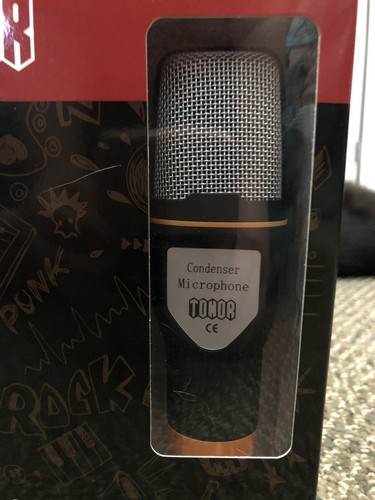 R
Condenser
Microphone
TONOR
CE
PUNK
ROCK